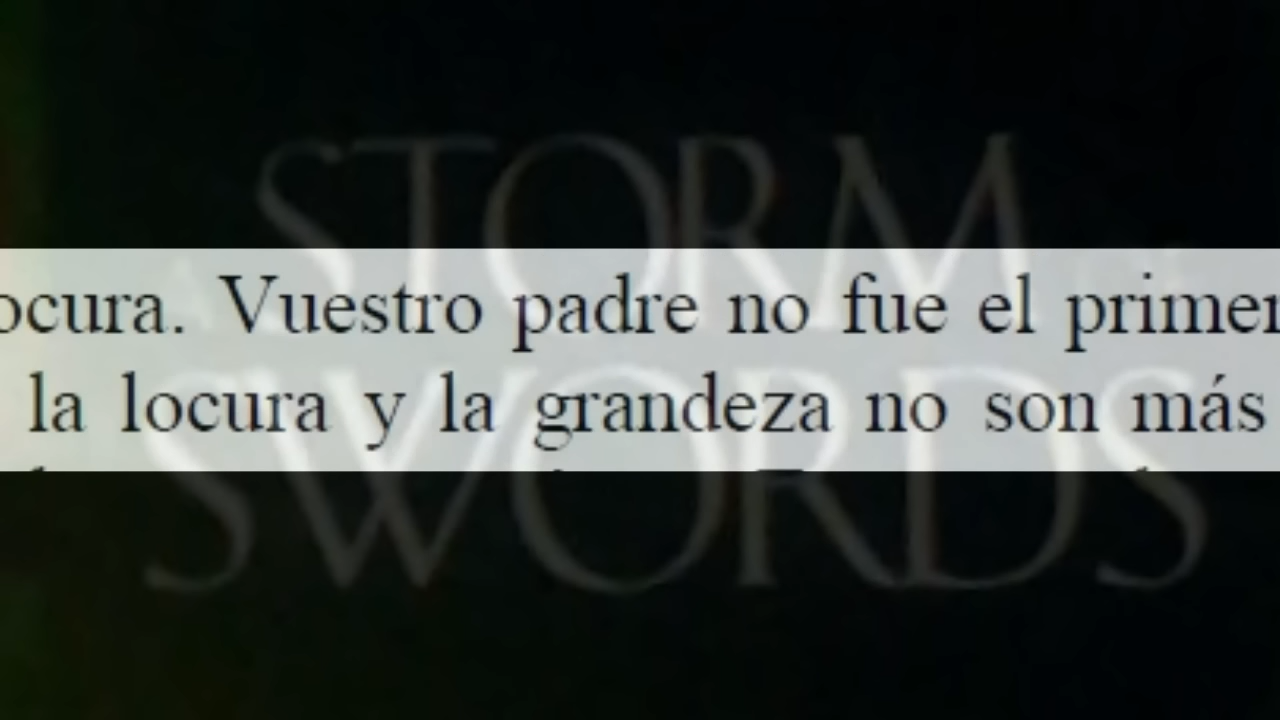 STORM
ocura. Vuestro padre no fue el primer
la locura y la grandeza no son más
SWORDS